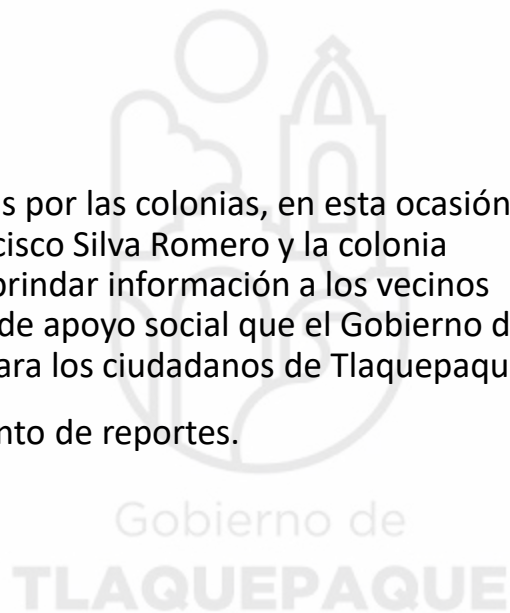 s por las colonias, en esta ocasión
cisco Silva Romero y la colonia
brindar información a los vecinos
de apoyo social que el Gobierno d
ara los ciudadanos de Tlaquepaqu
nto de reportes.
Gobierno de
TLAQUEPAQUE